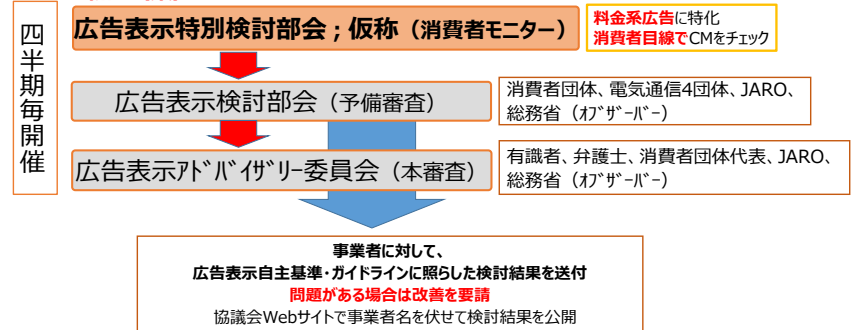 四半期毎開催
広告表示特別検討部会；仮称（消費者モニター）
料金系広告に特化
消費者目線でCMをチェック
広告表示検討部会（予備審査）
消費者団体、電気通信4団体、JARO、
総務省（ｵﾌﾞｻﾞｰﾊﾞｰ）
広告表示ｱﾄﾞﾊﾞｲｻﾞﾘｰ委員会（本審査）
有識者、弁護士、消費者団体代表、JARO、
総務省（ｵﾌﾞｻﾞｰﾊﾞｰ）
事業者に対して、
広告表示自主基準・ガイドラインに照らした検討結果を送付
問題がある場合は改善を要請
協議会Webサイトで事業者名を伏せて検討結果を公開